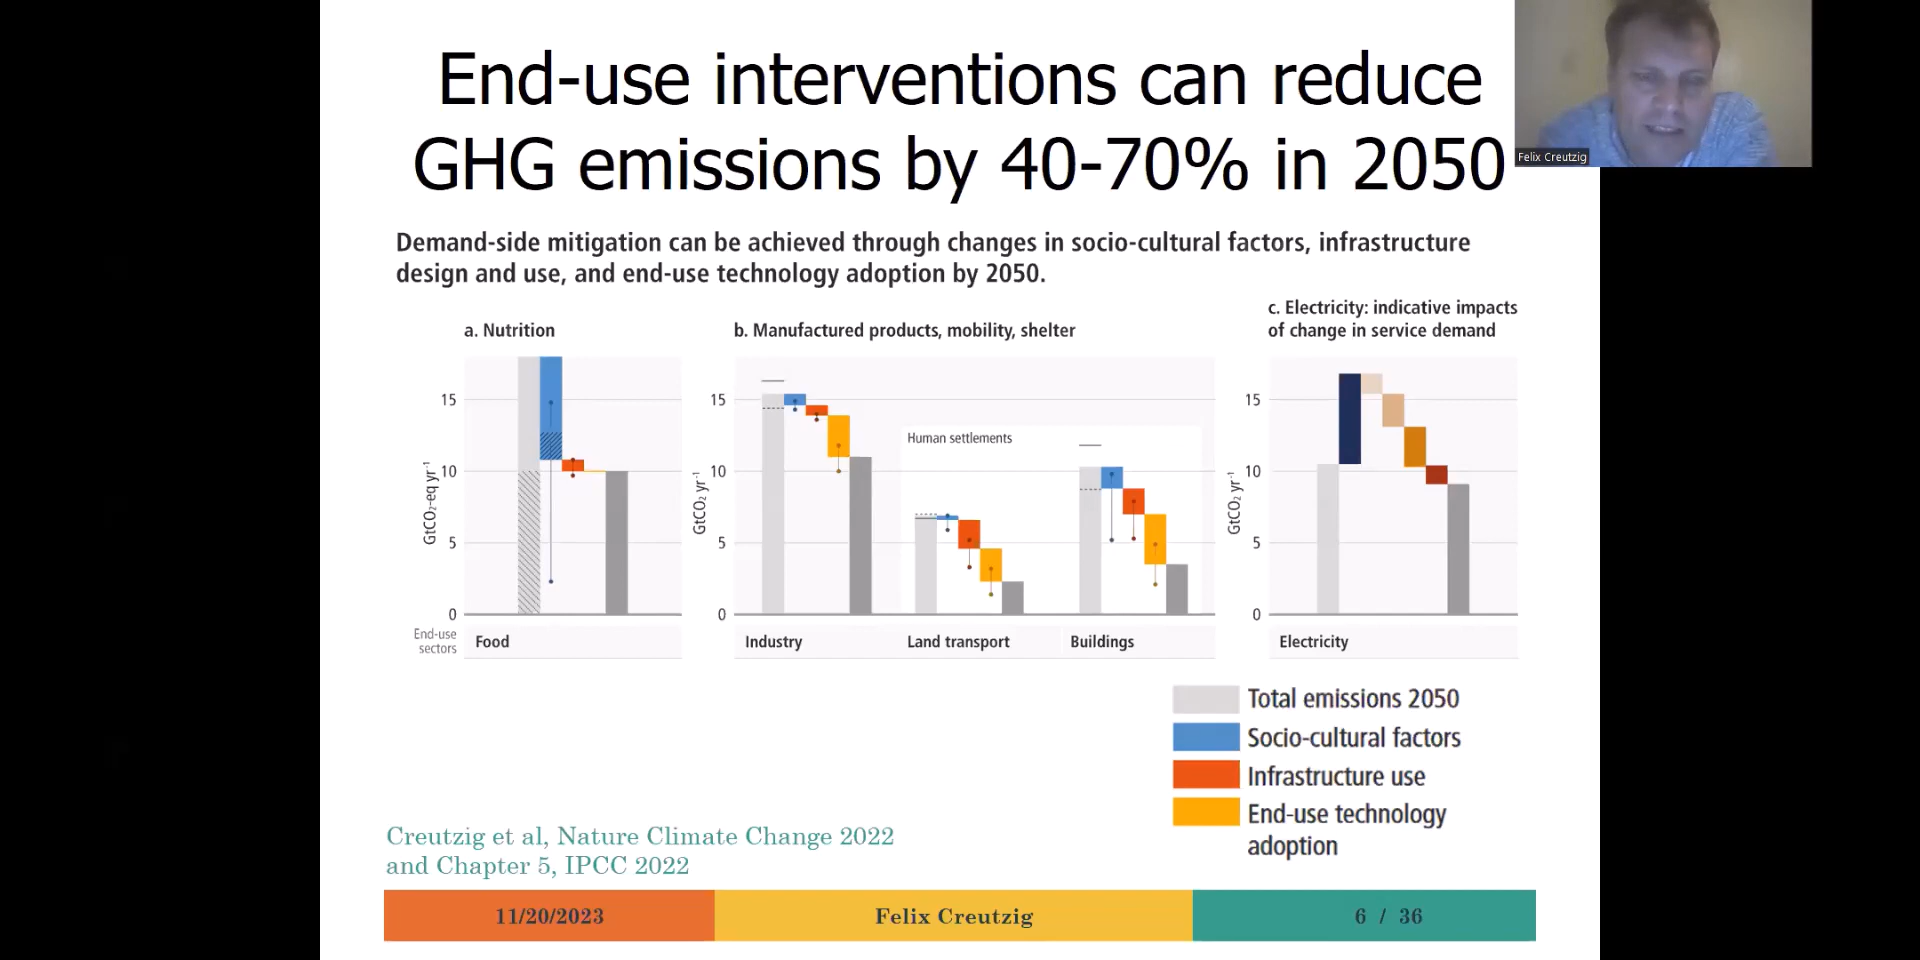 End-use interventions can reduce
GHG emissions by 40-70% in 2050
Felix Creutzig
Demand-side mitigation can be achieved through changes in socio-cultural factors, infrastructure
design and use, and end-use technology adoption by 2050.
a. Nutrition
b. Manufactured products, mobility, shelter
c. Electricity: indicative impacts
of change in service demand
GtCO₂-eq yr⁻¹
15
10
5
0
GtCO₂ yr⁻¹
15
10
5
0
Human settlements
GtCO₂ yr⁻¹
15
10
5
0
End-use
sectors
Food
Industry
Land transport
Buildings
Electricity
Total emissions 2050
Socio-cultural factors
Infrastructure use
End-use technology
adoption
Creutzig et al, Nature Climate Change 2022
and Chapter 5, IPCC 2022
11/20/2023
Felix Creutzig
6 / 36